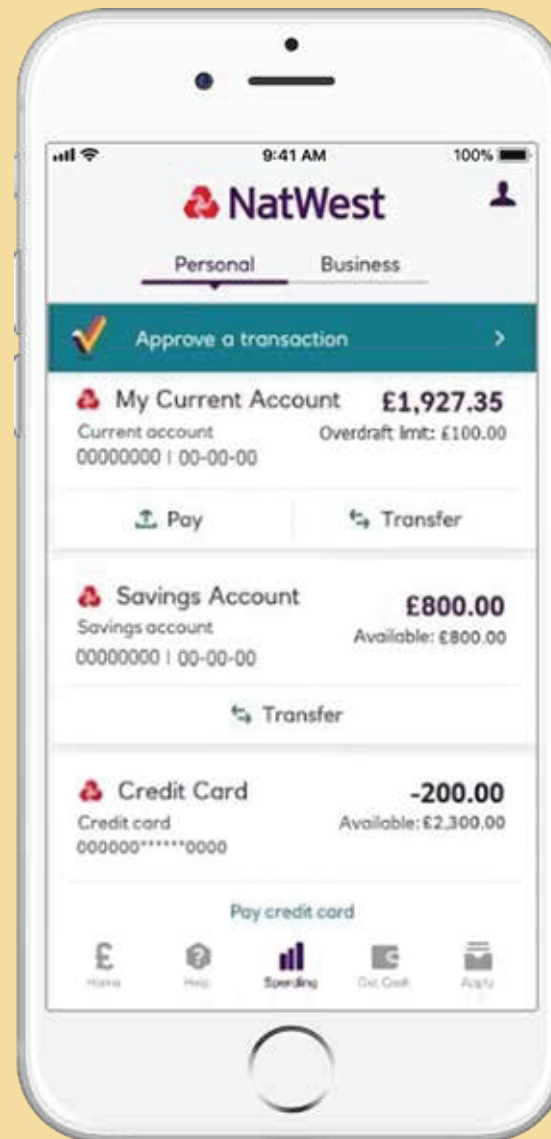 9:41 AM 100%
NatWest
Personal Business
Approve a transaction
My Current Account £1,927.35
Current account Overdraft limit: £100.00
00000000 | 00-00-00
Pay Transfer
Savings Account £800.00
Savings account Available: £800.00
00000000 | 00-00-00
Transfer
Credit Card -200.00
Credit card Available: £2,300.00
000000******0000
Pay credit card
£
Home Help Spending Get Cash Apply